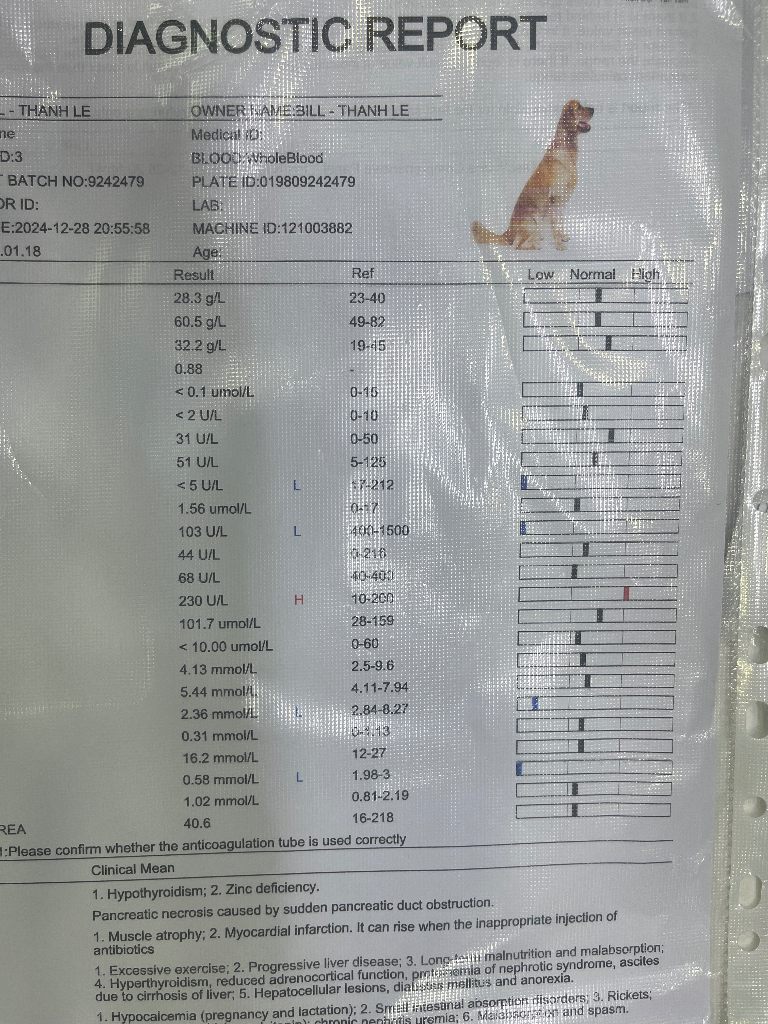 DIAGNOSTIC REPORT
- THANH LE OWNER NAME:BILL - THANH LE
me Medical ID:
D:3 BLOOD:WholeBlood
BATCH NO:9242479 PLATE ID:019809242479
OR ID: LAB:
E:2024-12-28 20:55:58 MACHINE ID:121003882
.01.18 Age:
Result Ref Low Normal High
28.3 g/L 23-40
60.5 g/L 49-82
32.2 g/L 19-45
0.88 -
< 0.1 umol/L 0-15
< 2 U/L 0-10
31 U/L 0-50
51 U/L 5-125
< 5 U/L L 17-212
1.56 umol/L 0-17
103 U/L L 400-1500
44 U/L 0-216
68 U/L 40-400
230 U/L H 10-200
101.7 umol/L 28-159
< 10.00 umol/L 0-60
4.13 mmol/L 2.5-9.6
5.44 mmol/L 4.11-7.94
2.36 mmol/L L 2.84-8.27
0.31 mmol/L 0-1.13
16.2 mmol/L 12-27
0.58 mmol/L L 1.98-3
1.02 mmol/L 0.81-2.19
REA 40.6 16-218
:Please confirm whether the anticoagulation tube is used correctly
Clinical Mean
1. Hypothyroidism; 2. Zinc deficiency.
Pancreatic necrosis caused by sudden pancreatic duct obstruction.
1. Muscle atrophy; 2. Myocardial infarction. It can rise when the inappropriate injection of
antibiotics
1. Excessive exercise; 2. Progressive liver disease; 3. Long-term malnutrition and malabsorption;
4. Hyperthyroidism, reduced adrenocortical function, proteinemia of nephrotic syndrome, ascites
due to cirrhosis of liver; 5. Hepatocellular lesions, diabetes mellitus and anorexia.
1. Hypocalcemia (pregnancy and lactation); 2. Small intestinal absorption disorders; 3. Rickets;
chronic nephritis uremia; 6. Malabsorption and spasm.